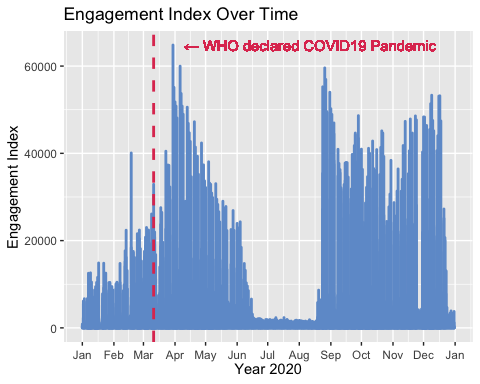 Engagement Index Over Time
← WHO declared COVID19 Pandemic
Engagement Index
60000
40000
20000
0
Jan Feb Mar Apr May Jun Jul Aug Sep Oct Nov Dec Jan
Year 2020